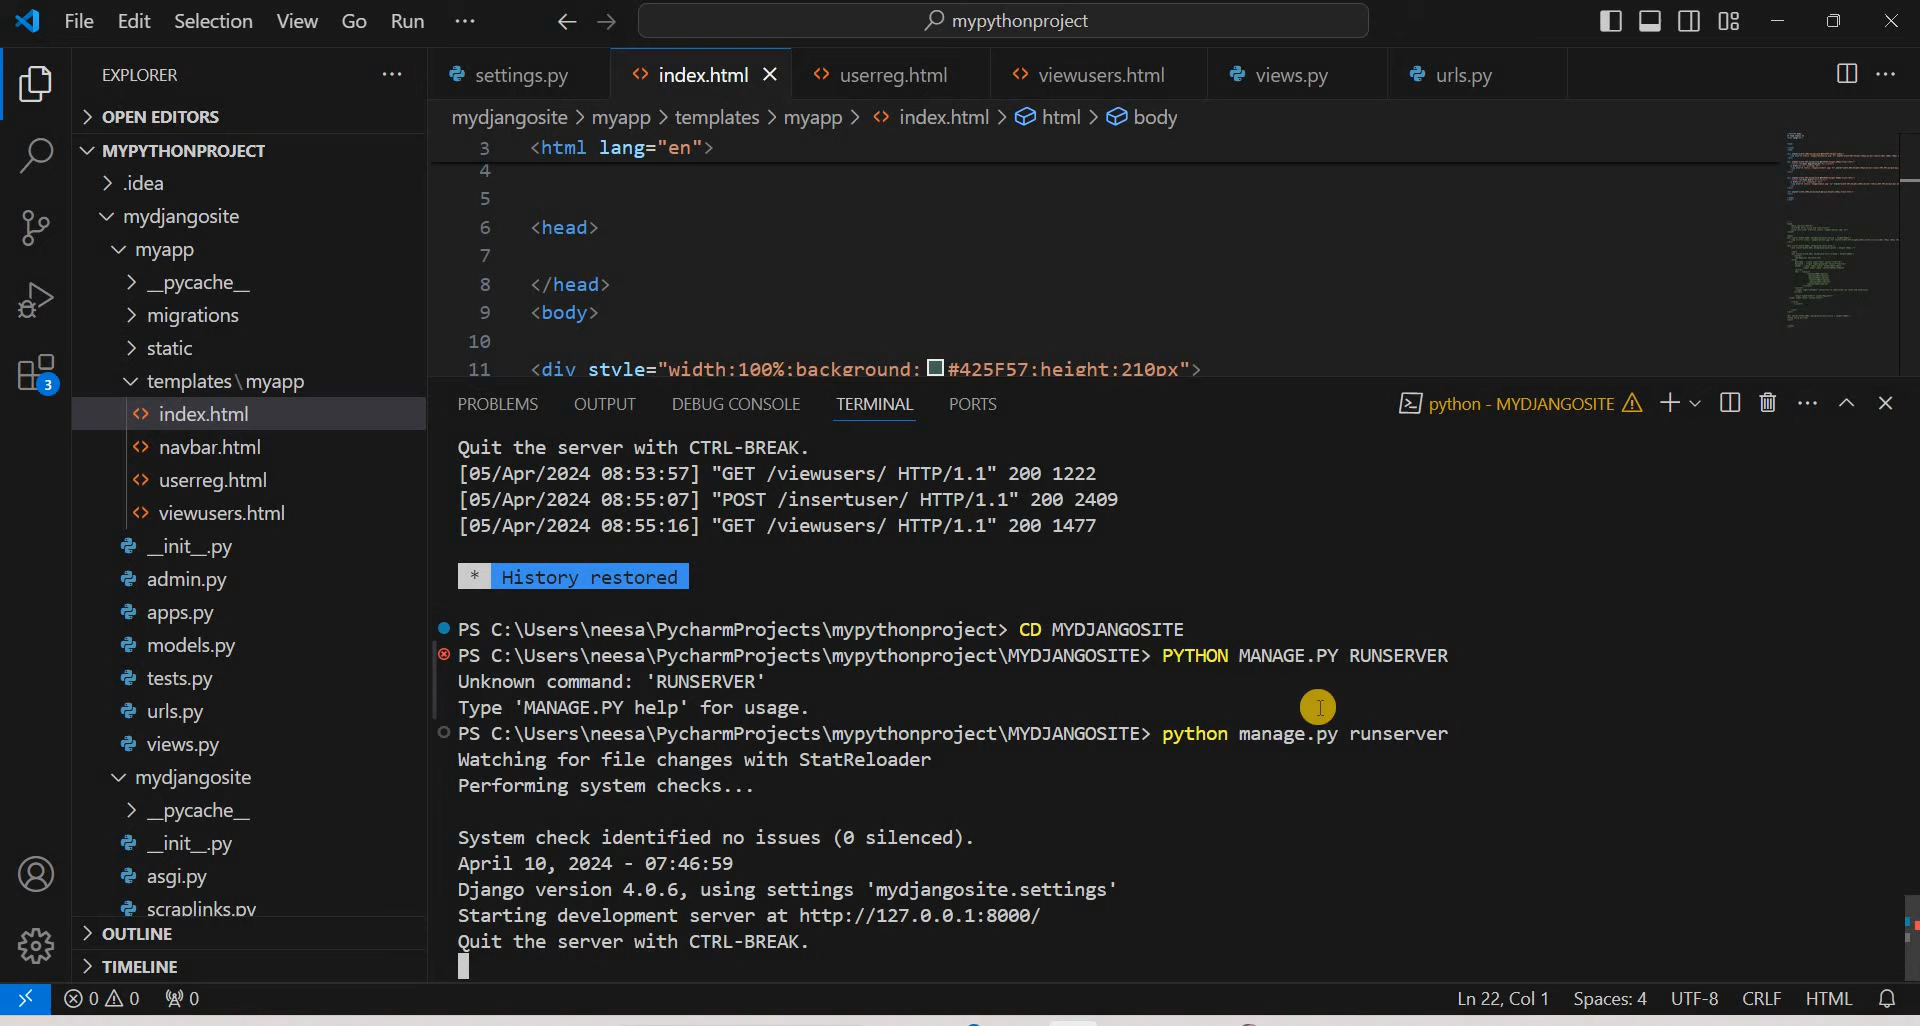 File Edit Selection View Go Run ··· mypythonproject
EXPLORER ···
OPEN EDITORS
MYPYTHONPROJECT
.idea
mydjangosite
myapp
__pycache__
migrations
static
templates\myapp
index.html
navbar.html
userreg.html
viewusers.html
__init__.py
admin.py
apps.py
models.py
tests.py
urls.py
views.py
mydjangosite
__pycache__
__init__.py
asgi.py
scraplinks.py
OUTLINE
TIMELINE
3
settings.py index.html userreg.html viewusers.html views.py urls.py
mydjangosite > myapp > templates > myapp > index.html > html > body
3 <html lang="en">
4
5
6 <head>
7
8 </head>
9 <body>
10
11 <div style="width:100%;background: #425F57;height:210px">
PROBLEMS OUTPUT DEBUG CONSOLE TERMINAL PORTS python - MYDJANGOSITE
Quit the server with CTRL-BREAK.
[05/Apr/2024 08:53:57] "GET /viewusers/ HTTP/1.1" 200 1222
[05/Apr/2024 08:55:07] "POST /insertuser/ HTTP/1.1" 200 2409
[05/Apr/2024 08:55:16] "GET /viewusers/ HTTP/1.1" 200 1477
* History restored
PS C:\Users\neesa\PycharmProjects\mypythonproject> CD MYDJANGOSITE
PS C:\Users\neesa\PycharmProjects\mypythonproject\MYDJANGOSITE> PYTHON MANAGE.PY RUNSERVER
Unknown command: 'RUNSERVER'
Type 'MANAGE.PY help' for usage.
PS C:\Users\neesa\PycharmProjects\mypythonproject\MYDJANGOSITE> python manage.py runserver
Watching for file changes with StatReloader
Performing system checks...
System check identified no issues (0 silenced).
April 10, 2024 - 07:46:59
Django version 4.0.6, using settings 'mydjangosite.settings'
Starting development server at http://127.0.0.1:8000/
Quit the server with CTRL-BREAK.
0 0 0 Ln 22, Col 1 Spaces: 4 UTF-8 CRLF HTML